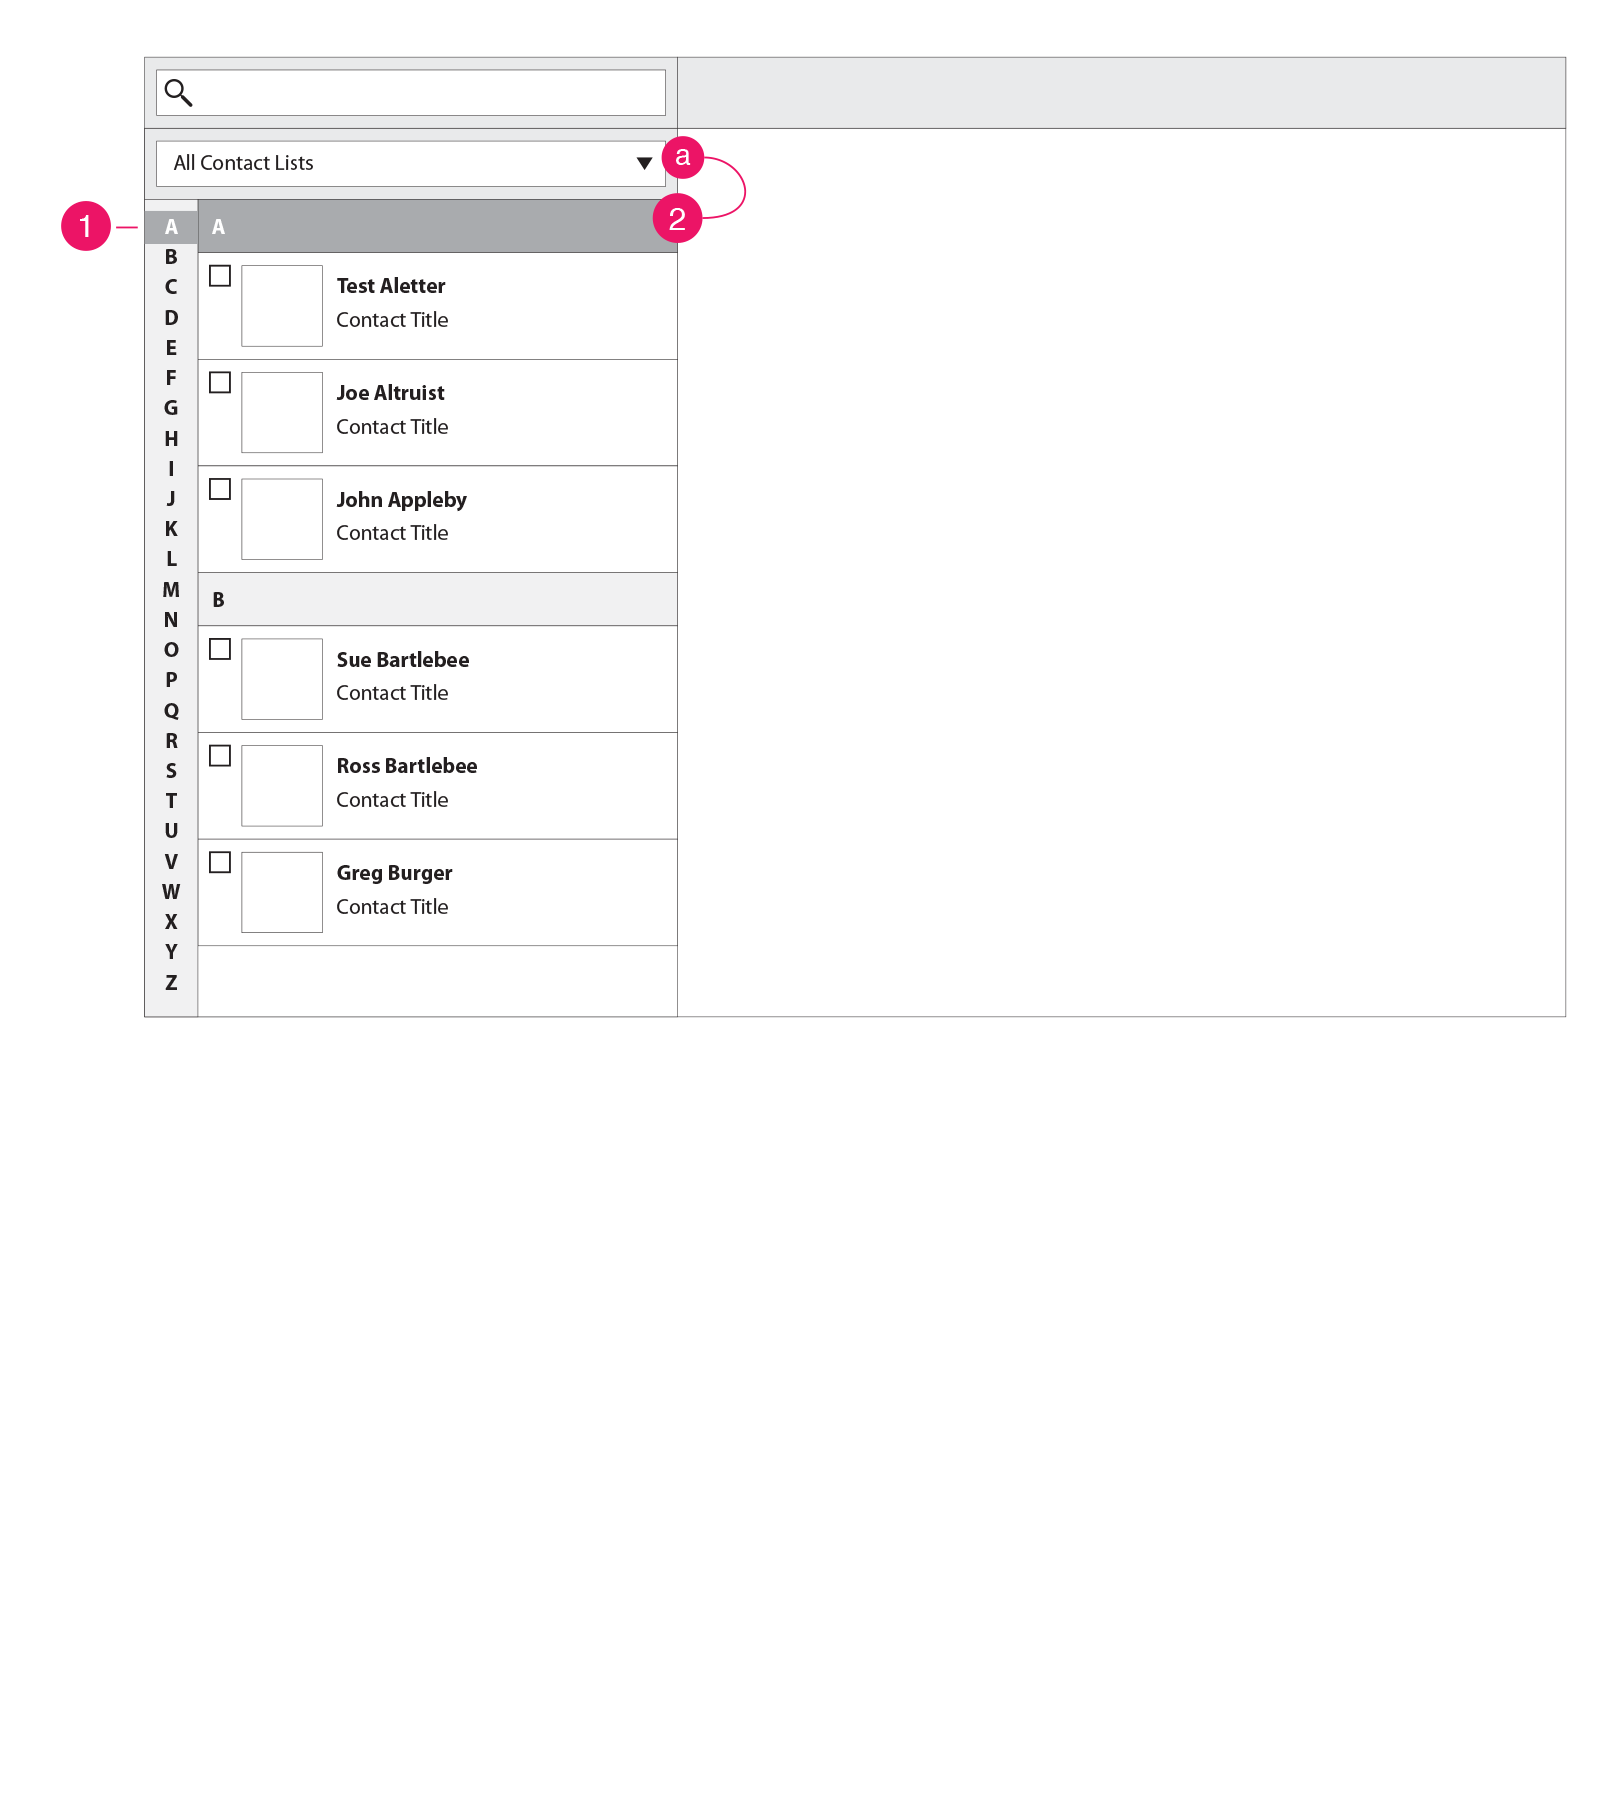 All Contact Lists
a
1
2
A
B
C
D
E
F
G
H
I
J
K
L
M
N
O
P
Q
R
S
T
U
V
W
X
Y
Z
A
Test Aletter
Contact Title
Joe Altruist
Contact Title
John Appleby
Contact Title
B
Sue Bartlebee
Contact Title
Ross Bartlebee
Contact Title
Greg Burger
Contact Title